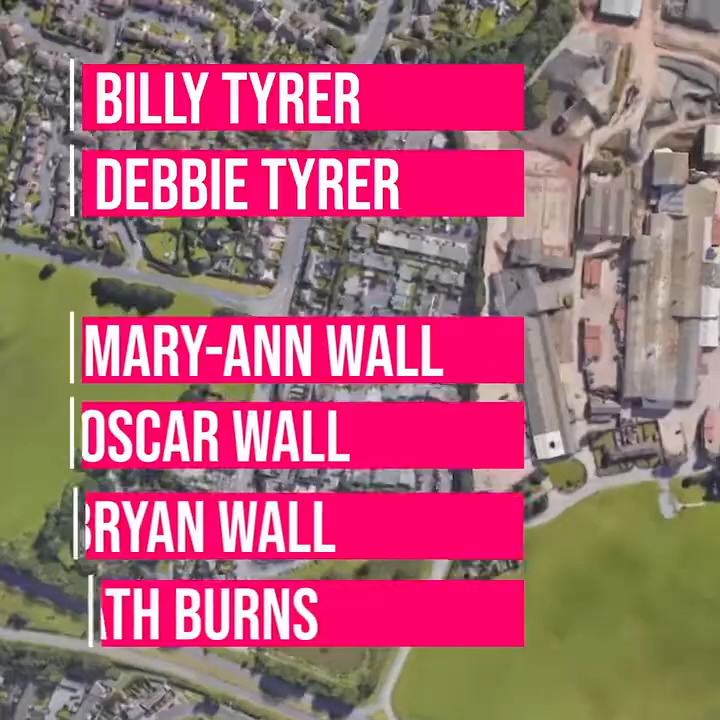 BILLY TYRER
DEBBIE TYRER
MARY-ANN WALL
OSCAR WALL
BRYAN WALL
BURNS